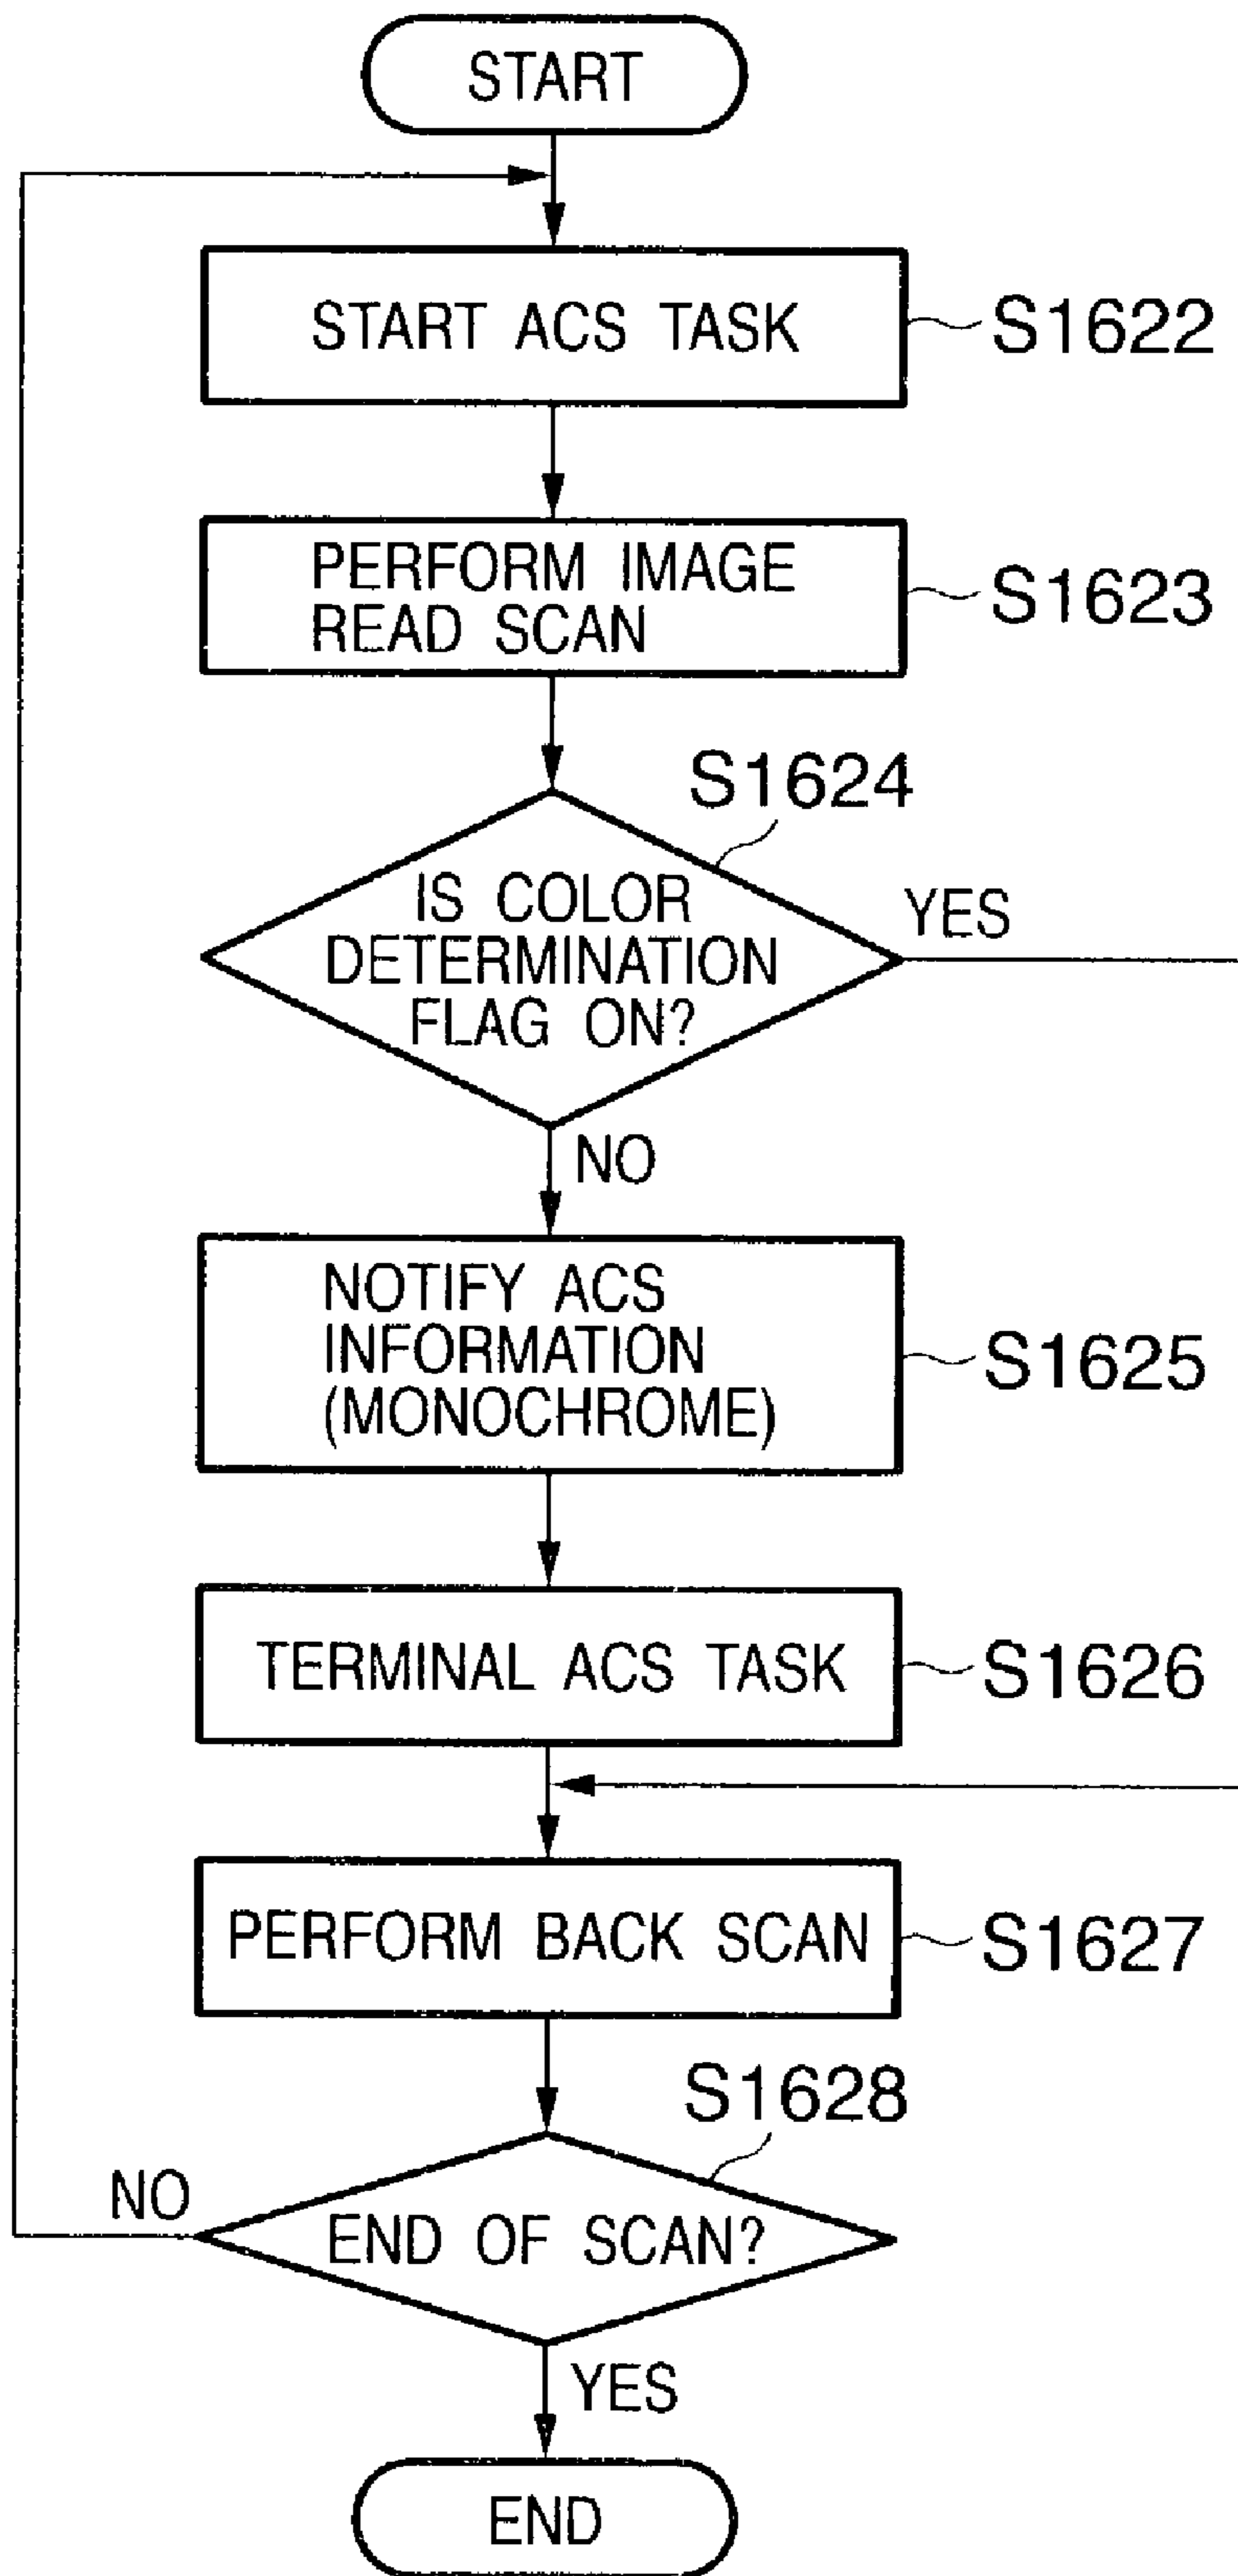 START
START ACS TASK
S1622
PERFORM IMAGE
READ SCAN
S1623
S1624
IS COLOR
DETERMINATION
FLAG ON?
YES
NO
NOTIFY ACS
INFORMATION
(MONOCHROME)
S1625
TERMINAL ACS TASK
S1626
PERFORM BACK SCAN
S1627
S1628
NO
END OF SCAN?
YES
END